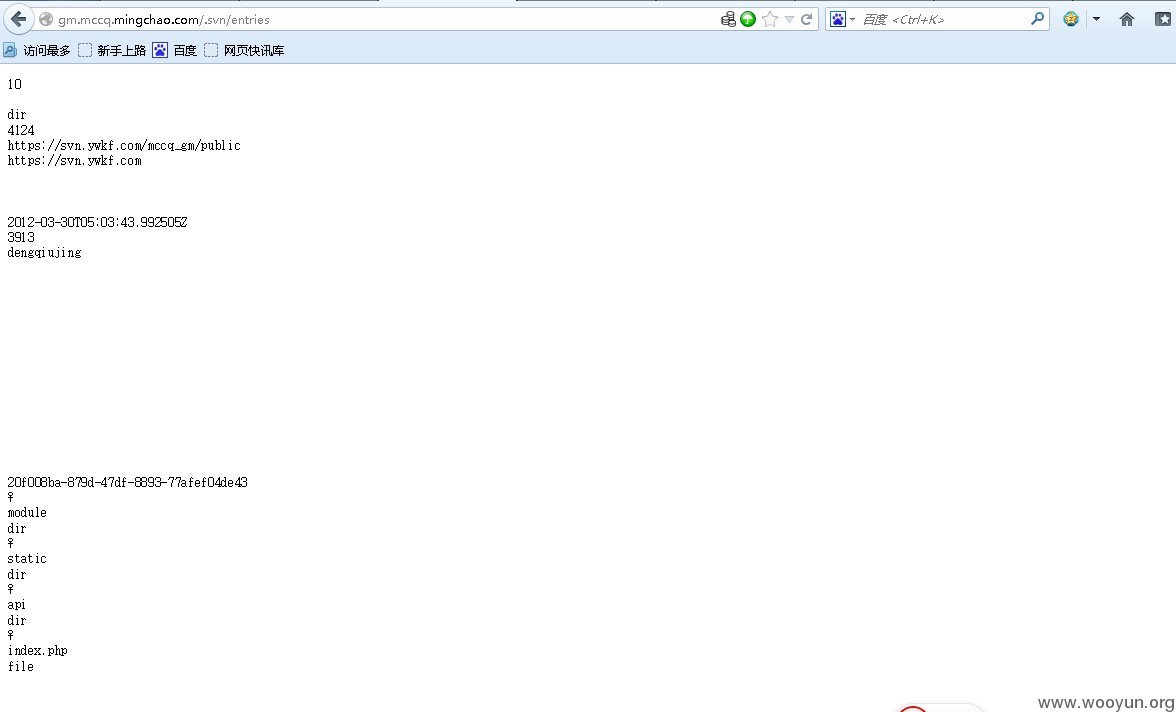 gm.mccq.mingchao.com/.svn/entries
百度 <Ctrl+K>
访问最多 新手上路 百度 网页快讯库
10
dir
4124
https://svn.ywkf.com/mccq_gm/public
https://svn.ywkf.com
2012-03-30T05:03:43.992505Z
3913
dengqiujing
20f008ba-879d-47df-8893-77afef04de43
♀
module
dir
♀
static
dir
♀
api
dir
♀
index.php
file
www.wooyun.org